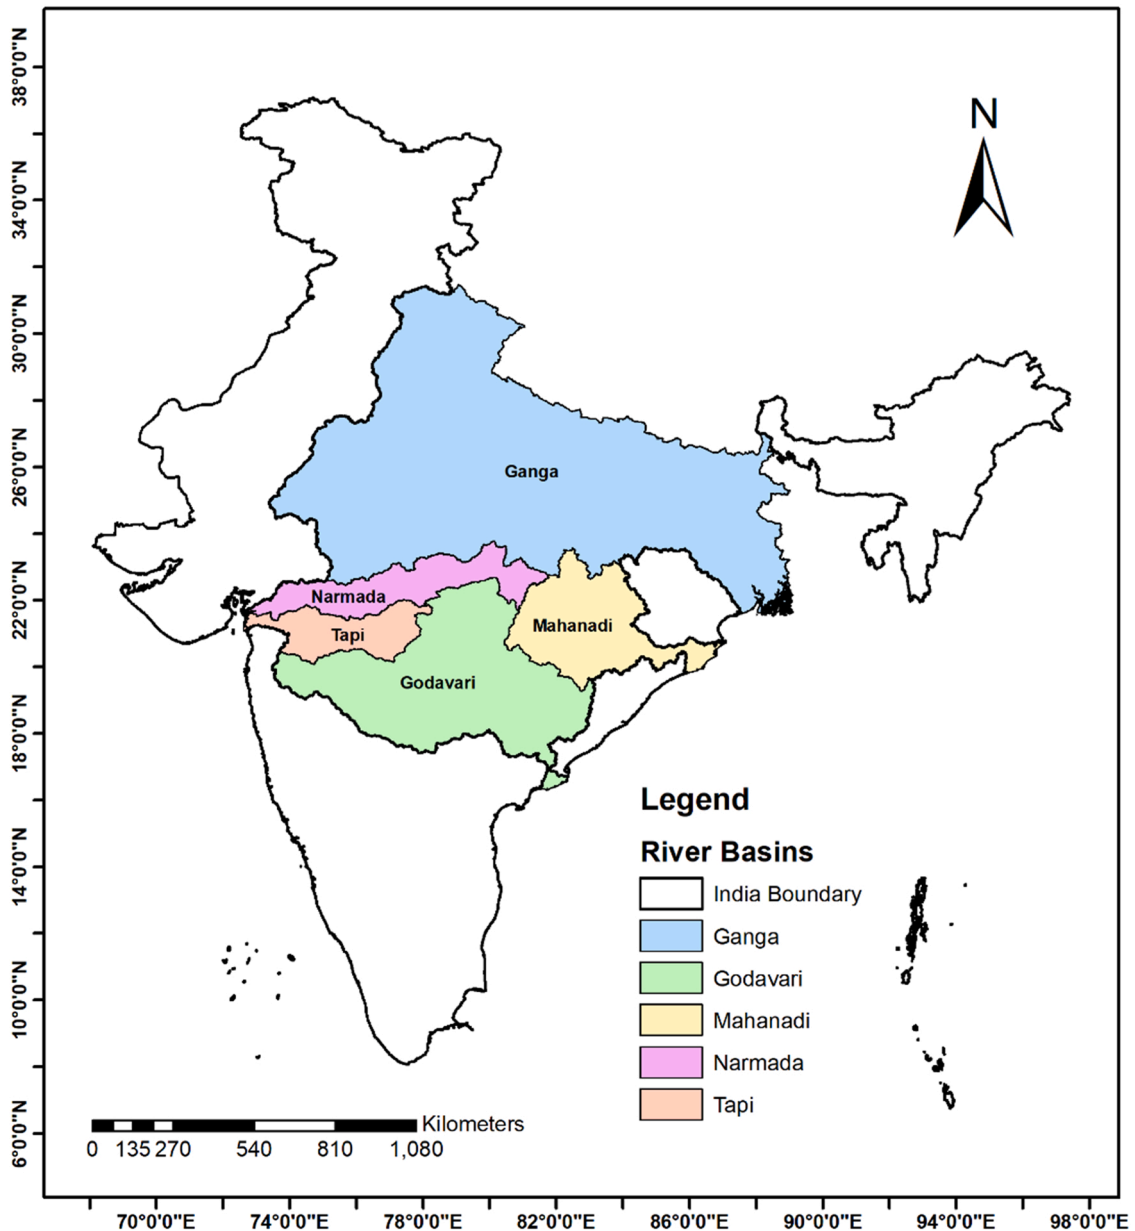 38°0'0"N
34°0'0"N
30°0'0"N
26°0'0"N
22°0'0"N
18°0'0"N
14°0'0"N
10°0'0"N
6°0'0"N
N
Ganga
Narmada
Tapi
Mahanadi
Godavari
Legend
River Basins
India Boundary
Ganga
Godavari
Mahanadi
Narmada
Tapi
Kilometers
0 135 270 540 810 1,080
70°0'0"E 74°0'0"E 78°0'0"E 82°0'0"E 86°0'0"E 90°0'0"E 94°0'0"E 98°0'0"E